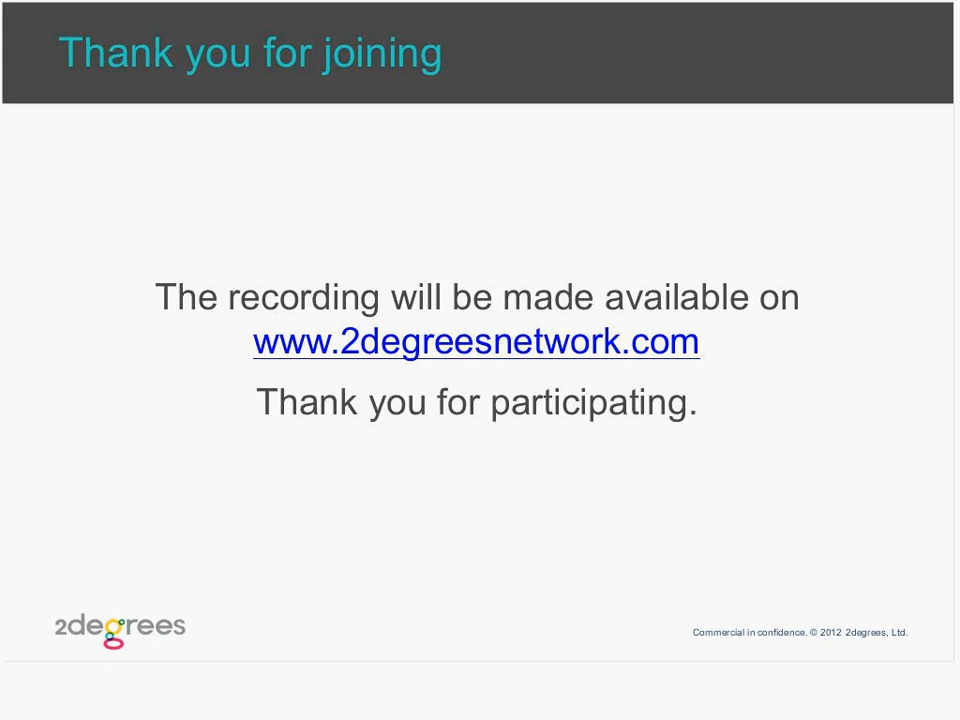 Thank you for joining
The recording will be made available on
www.2degreesnetwork.com
Thank you for participating.
2degrees
Commercial in confidence. © 2012 2degrees, Ltd.